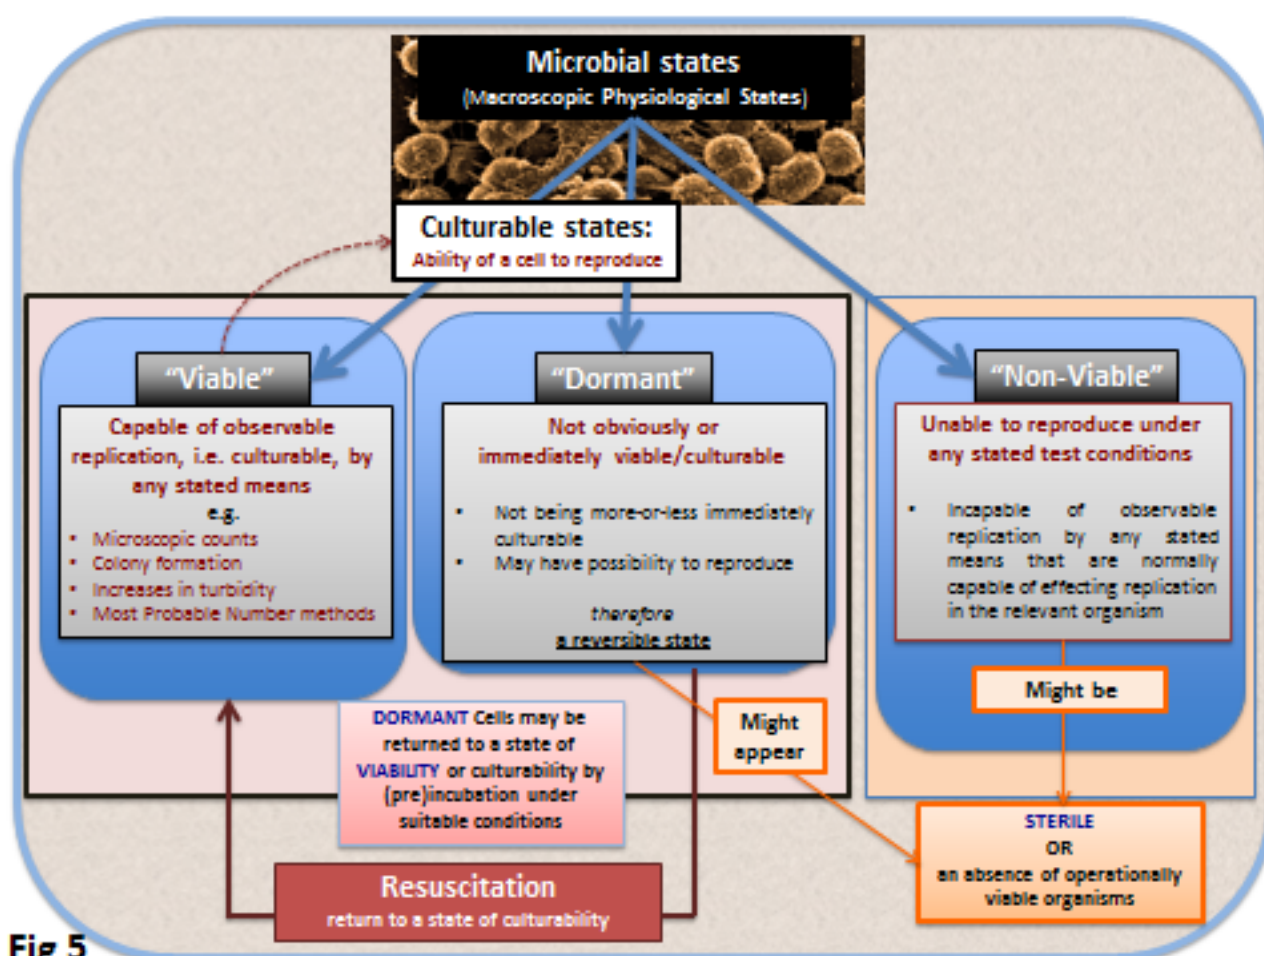 Microbial states
(Macroscopic Physiological States)
Culturable states:
Ability of a cell to reproduce
“Viable”
Capable of observable
replication, i.e. culturable, by
any stated means
e.g.
• Microscopic counts
• Colony formation
• Increases in turbidity
• Most Probable Number methods
“Dormant”
Not obviously or
immediately viable/culturable
• Not being more-or-less immediately
culturable
• May have possibility to reproduce
therefore
a reversible state
“Non-Viable”
Unable to reproduce under
any stated test conditions
• Incapable of observable
replication by any stated
means that are normally
capable of effecting replication
in the relevant organism
Might be
DORMANT Cells may be
returned to a state of
VIABILITY or culturability by
(pre)incubation under
suitable conditions
Might
appear
STERILE
OR
an absence of operationally
viable organisms
Resuscitation
return to a state of culturability
Fig 5